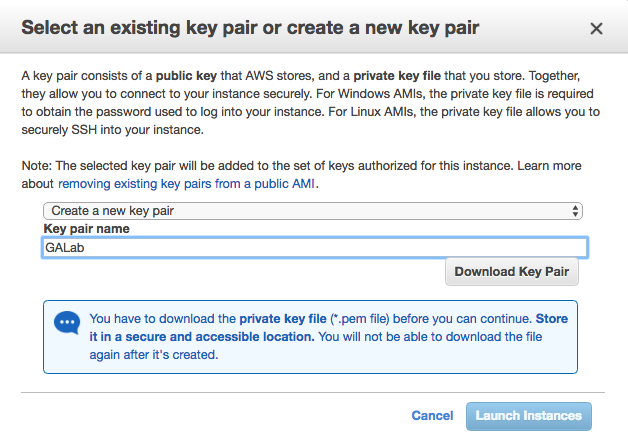 Select an existing key pair or create a new key pair
A key pair consists of a public key that AWS stores, and a private key file that you store. Together,
they allow you to connect to your instance securely. For Windows AMIs, the private key file is required
to obtain the password used to log into your instance. For Linux AMIs, the private key file allows you to
securely SSH into your instance.
Note: The selected key pair will be added to the set of keys authorized for this instance. Learn more
about removing existing key pairs from a public AMI.
Create a new key pair
Key pair name
GALab
Download Key Pair
You have to download the private key file (*.pem file) before you can continue. Store
it in a secure and accessible location. You will not be able to download the file
again after it's created.
Cancel Launch Instances